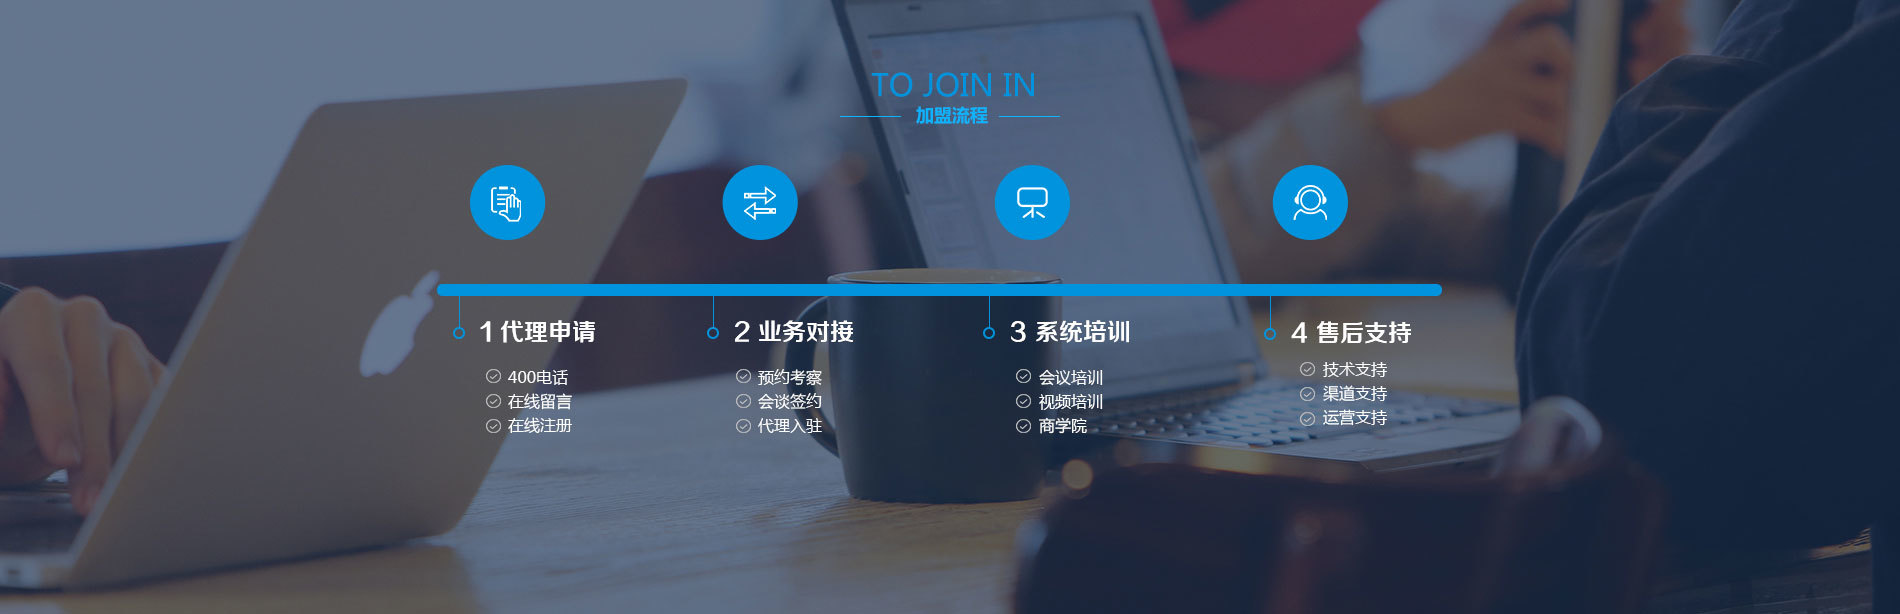 TO JOIN IN
加盟流程
1 代理申请
400电话
在线留言
在线注册
2 业务对接
预约考察
会谈签约
代理入驻
3 系统培训
会议培训
视频培训
商学院
4 售后支持
技术支持
渠道支持
运营支持